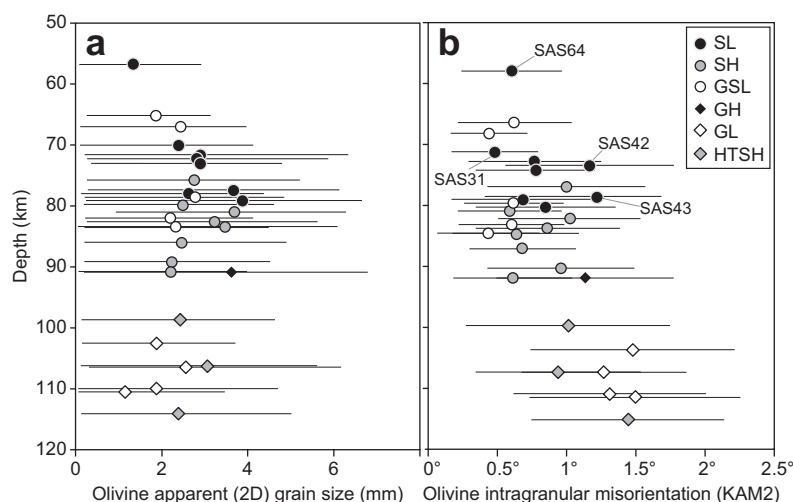 50
60
70
80
90
100
110
120
Depth (km)
a
0
2
4
6
Olivine apparent (2D) grain size (mm)
b
SAS64
SAS42
SAS31
SAS43
SL
SH
GSL
GH
GL
HTSH
0°
0.5°
1°
1.5°
2°
2.5°
Olivine intragranular misorientation (KAM2)